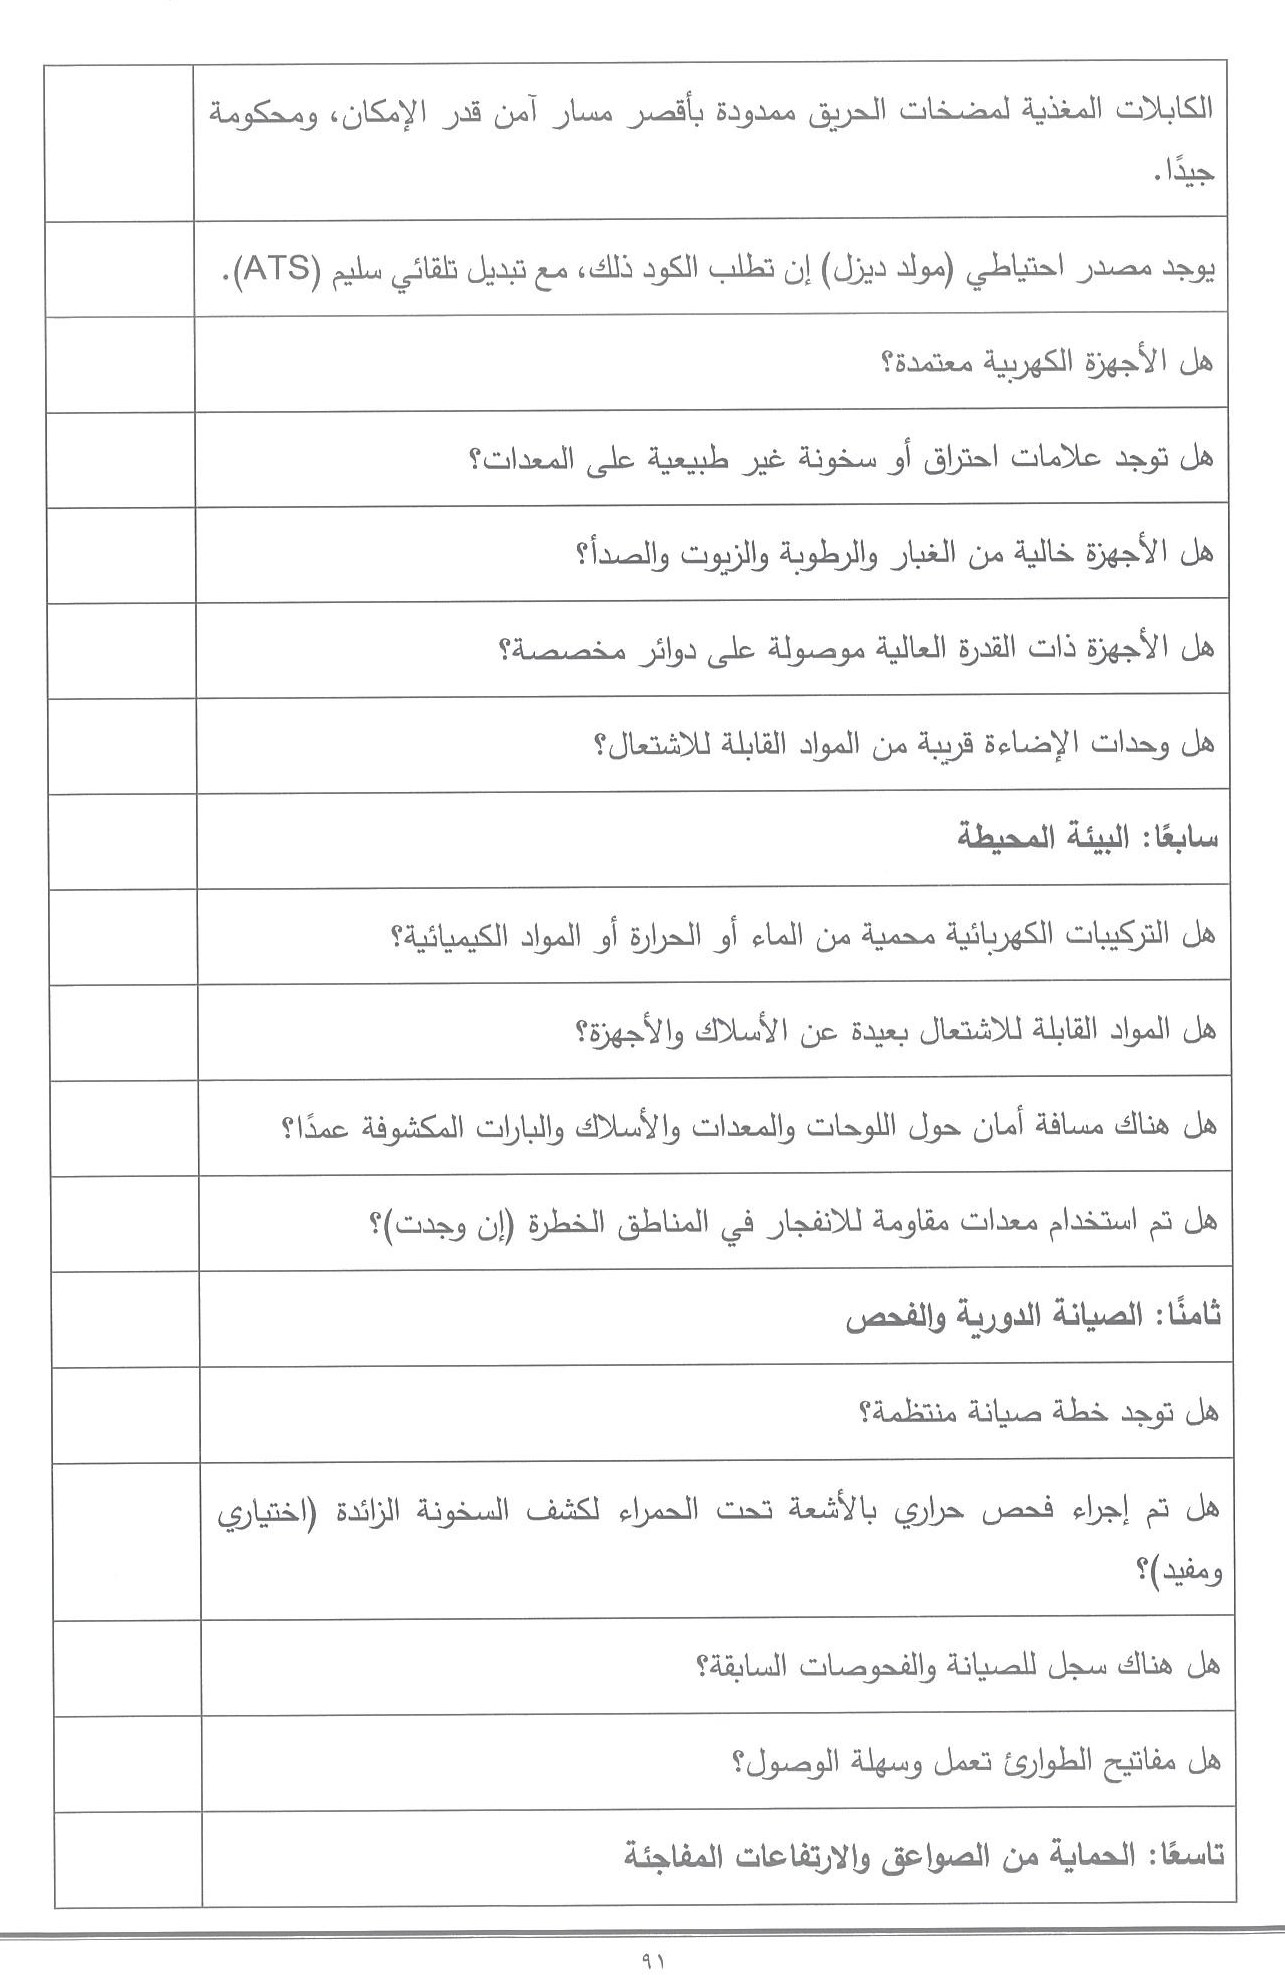 الكابلات المغذية لمضخات الحريق ممدودة بأقصر مسار آمن قدر الإمكان، ومحكومة
جيدًا.
يوجد مصدر احتياطي (مولد ديزل) إن تطلب الكود ذلك، مع تبديل تلقائي سليم (ATS).
هل الأجهزة الكهربية معتمدة؟
هل توجد علامات احتراق أو سخونة غير طبيعية على المعدات؟
هل الأجهزة خالية من الغبار والرطوبة والزيوت والصدأ؟
هل الأجهزة ذات القدرة العالية موصولة على دوائر مخصصة؟
هل وحدات الإضاءة قريبة من المواد القابلة للاشتعال؟
سابعًا: البيئة المحيطة
هل التركيبات الكهربائية محمية من الماء أو الحرارة أو المواد الكيميائية؟
هل المواد القابلة للاشتعال بعيدة عن الأسلاك والأجهزة؟
هل هناك مسافة أمان حول اللوحات والمعدات والأسلاك والبارات المكشوفة عمدًا؟
هل تم استخدام معدات مقاومة للانفجار في المناطق الخطرة (إن وجدت)؟
ثامنًا: الصيانة الدورية والفحص
هل توجد خطة صيانة منتظمة؟
هل تم إجراء فحص حراري بالأشعة تحت الحمراء لكشف السخونة الزائدة (اختياري
ومفيد)؟
هل هناك سجل للصيانة والفحوصات السابقة؟
هل مفاتيح الطوارئ تعمل وسهلة الوصول؟
تاسعًا: الحماية من الصواعق والارتفاعات المفاجئة
٩١